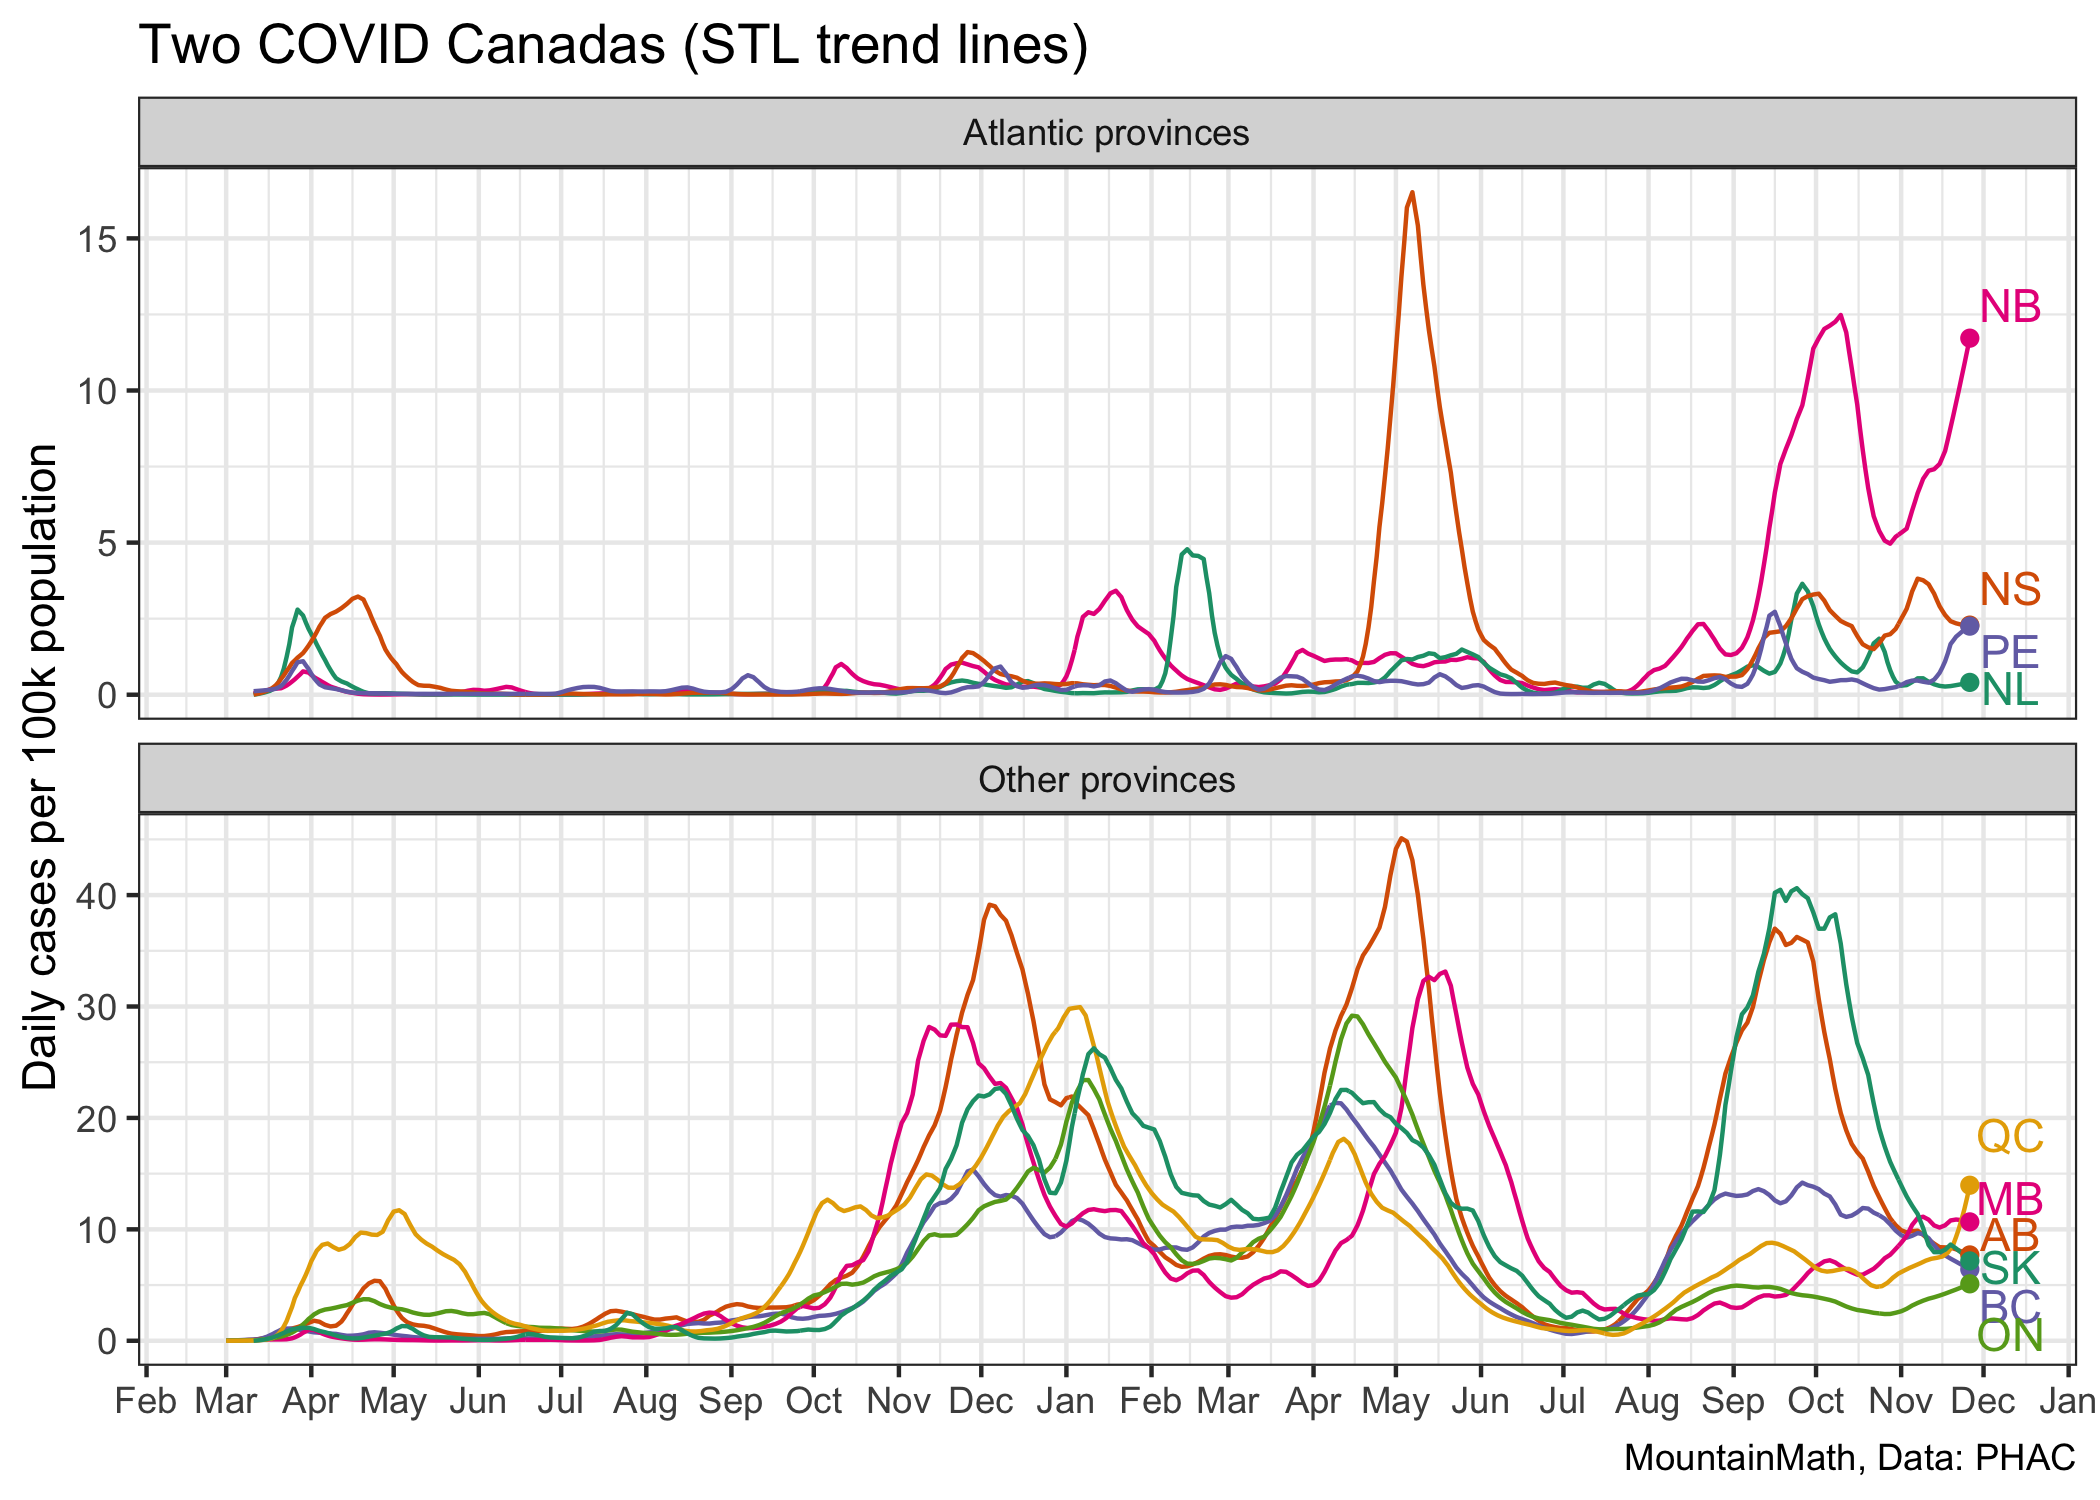 Two COVID Canadas (STL trend lines)
Atlantic provinces
Daily cases per 100k population
15
10
5
0
NB
NS
PE
NL
Other provinces
40
30
20
10
0
QC
MB
AB
SK
BC
ON
Feb Mar Apr May Jun Jul Aug Sep Oct Nov Dec Jan Feb Mar Apr May Jun Jul Aug Sep Oct Nov Dec Jan
MountainMath, Data: PHAC